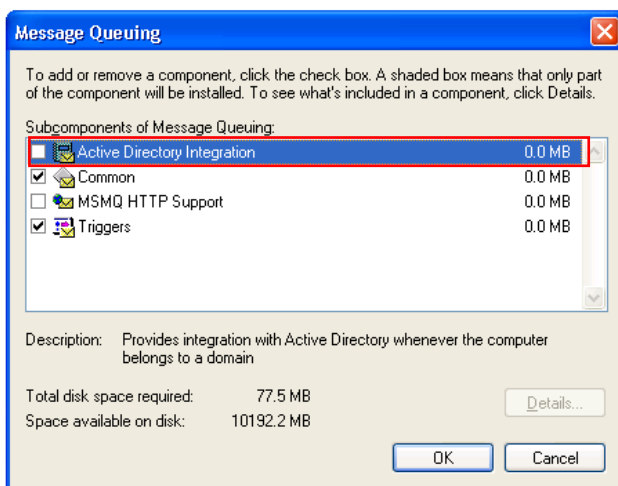 Message Queuing
To add or remove a component, click the check box. A shaded box means that only part
of the component will be installed. To see what's included in a component, click Details.
Subcomponents of Message Queuing:
Active Directory Integration 0.0 MB
Common 0.0 MB
MSMQ HTTP Support 0.0 MB
Triggers 0.0 MB
Description: Provides integration with Active Directory whenever the computer
belongs to a domain
Total disk space required: 77.5 MB
Details...
Space available on disk: 10192.2 MB
OK Cancel